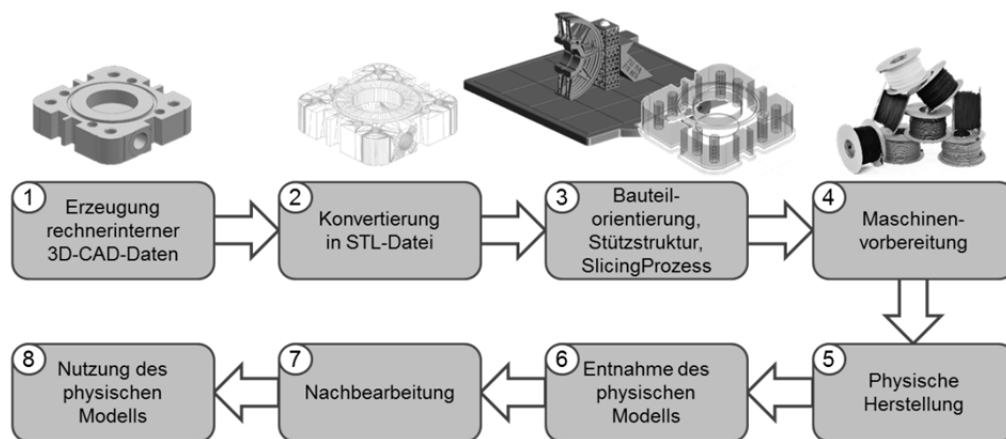 1
Erzeugung
rechnerinterner
3D-CAD-Daten
2
Konvertierung
in STL-Datei
3
Bauteil-
orientierung,
Stützstruktur,
SlicingProzess
4
Maschinen-
vorbereitung
5
Physische
Herstellung
6
Entnahme des
physischen
Modells
7
Nachbearbeitung
8
Nutzung des
physischen
Modells